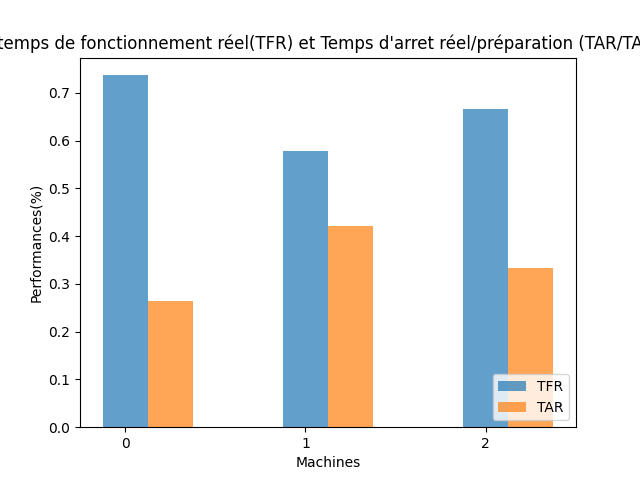 temps de fonctionnement réel(TFR) et Temps d'arret réel/préparation (TAR/TA
0.7
0.6
0.5
0.4
0.3
0.2
0.1
0.0
Performances(%)
0 1 2
Machines
TFR
TAR